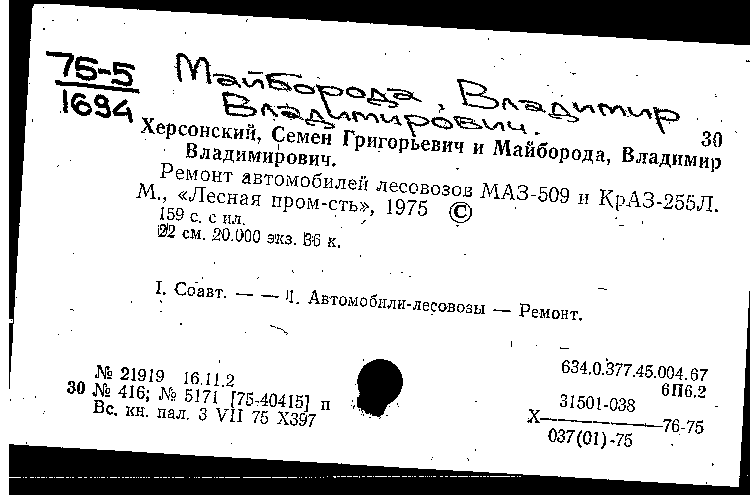 75-5
1694
Майборода, Владимир
Владимирович.
30
Херсонский, Семен Григорьевич и Майборода, Владимир
Владимирович.
Ремонт автомобилей лесовозов МАЗ-509 и КрАЗ-255Л.
М., «Лесная пром-сть», 1975 ©
159 с. с ил.
22 см. 20.000 экз. 36 к.
I. Соавт. — — II. Автомобили-лесовозы — Ремонт.
№ 21919 16.11.2
30 № 416; № 5171 [75-40415] п
Вс. кн. пал. 3 VII 75 Х397
634.0.377.45.004.67
6П6.2
31501-038
Х————76-75
037(01)-75